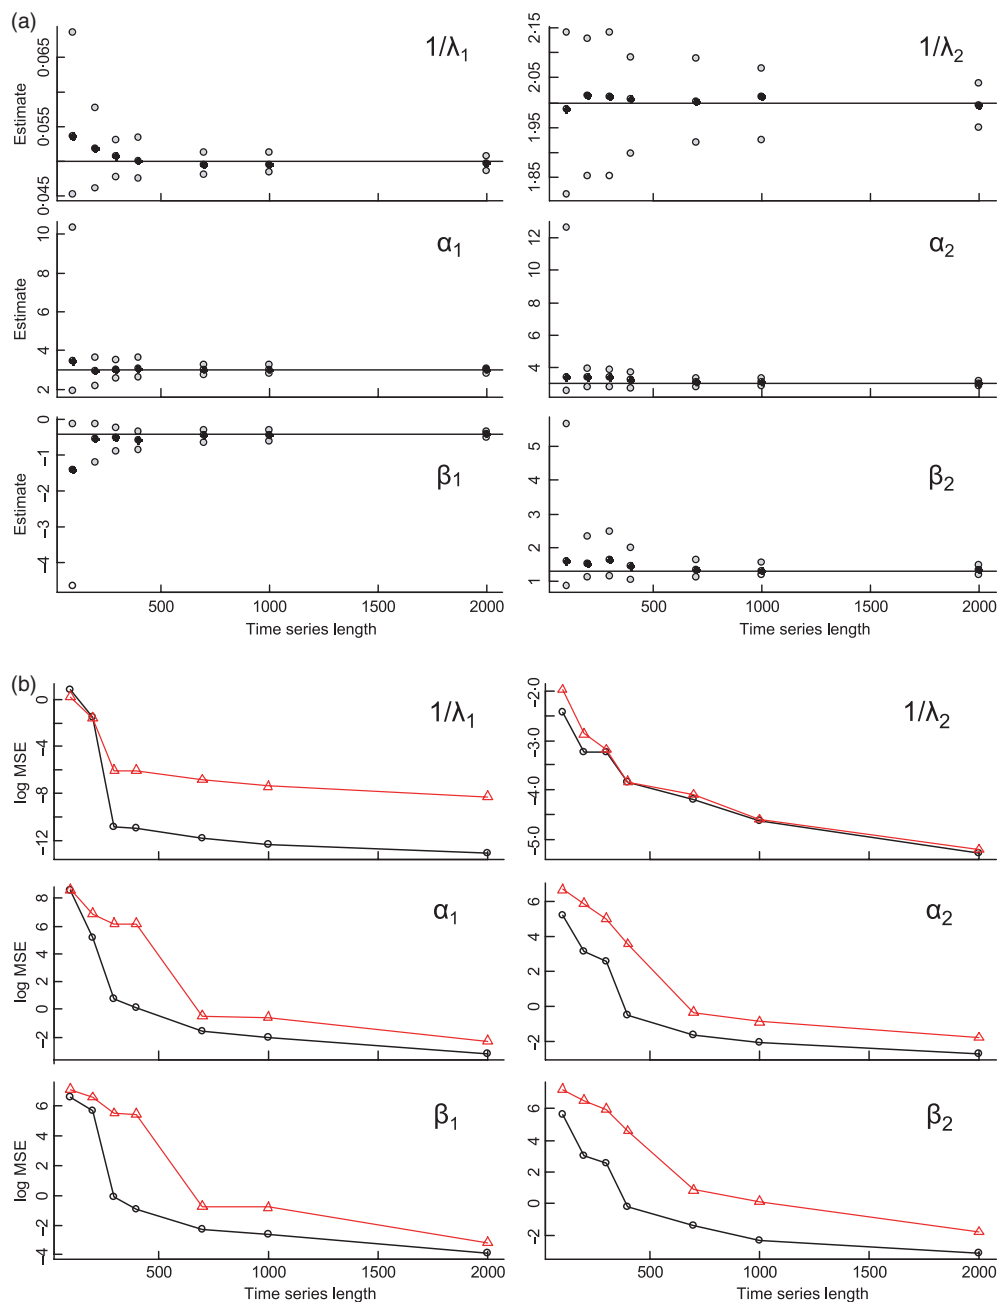 (a)
1/λ1
1/λ2
Estimate
0·045
0·055
0·065
1·85
1·95
2·05
2·15
α1
α2
Estimate
2
4
6
8
10
4
6
8
10
12
β1
β2
Estimate
−4
−3
−2
−1
0
1
2
3
4
5
500 1000 1500 2000
500 1000 1500 2000
Time series length
Time series length
(b)
1/λ1
1/λ2
log MSE
−12
−8
−4
0
−5·0
−4·0
−3·0
−2·0
α1
α2
log MSE
−2
0
2
4
6
8
−2
0
2
4
6
β1
β2
log MSE
−4
−2
0
2
4
6
−2
0
2
4
6
500 1000 1500 2000
500 1000 1500 2000
Time series length
Time series length